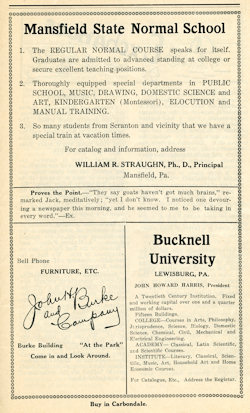 Mansfield State Normal School
1. The REGULAR NORMAL COURSE speaks for itself.
Graduates are admitted to advanced standing at college or
secure excellent teaching positions.
2. Thoroughly equipped special departments in PUBLIC
SCHOOL, MUSIC, DRAWING, DOMESTIC SCIENCE and
ART, KINDERGARTEN (Montessori), ELOCUTION and
MANUAL TRAINING.
3. So many students from Scranton and vicinity that we have a
special train at vacation times.
For catalog and information, address
WILLIAM R. STRAUGHN, Ph., D., Principal
Mansfield, Pa.
Proves the Point.—"They say goats haven't got much brains," re-
marked Jack, meditatively; "yet I don't know. I noticed one devour-
ing a newspaper this morning, and he seemed to me to be taking in
every word."—Ex.
Bell Phone
FURNITURE, ETC.
John H Burke
and
Company
Burke Building "At the Park"
Come in and Look Around.
Bucknell
University
LEWISBURG, PA.
JOHN HOWARD HARRIS, President
A Twentieth Century Institution. Fixed
and working capital over one and a quarter
million of dollars.
Fifteen Buildings.
COLLEGE—Courses in Arts, Philosophy,
Jurisprudence, Science, Biology, Domestic
Science, Chemical, Civil, Mechanical and
Electrical Engineering.
ACADEMY—Classical, Latin Scientific
and Scientific Courses.
INSTITUTE—Literary, Classical, Scien-
tific, Music, Art, Household Art and Home
Economic Courses.
For Catalogue, Etc., Address the Registrar.
Buy in Carbondale.